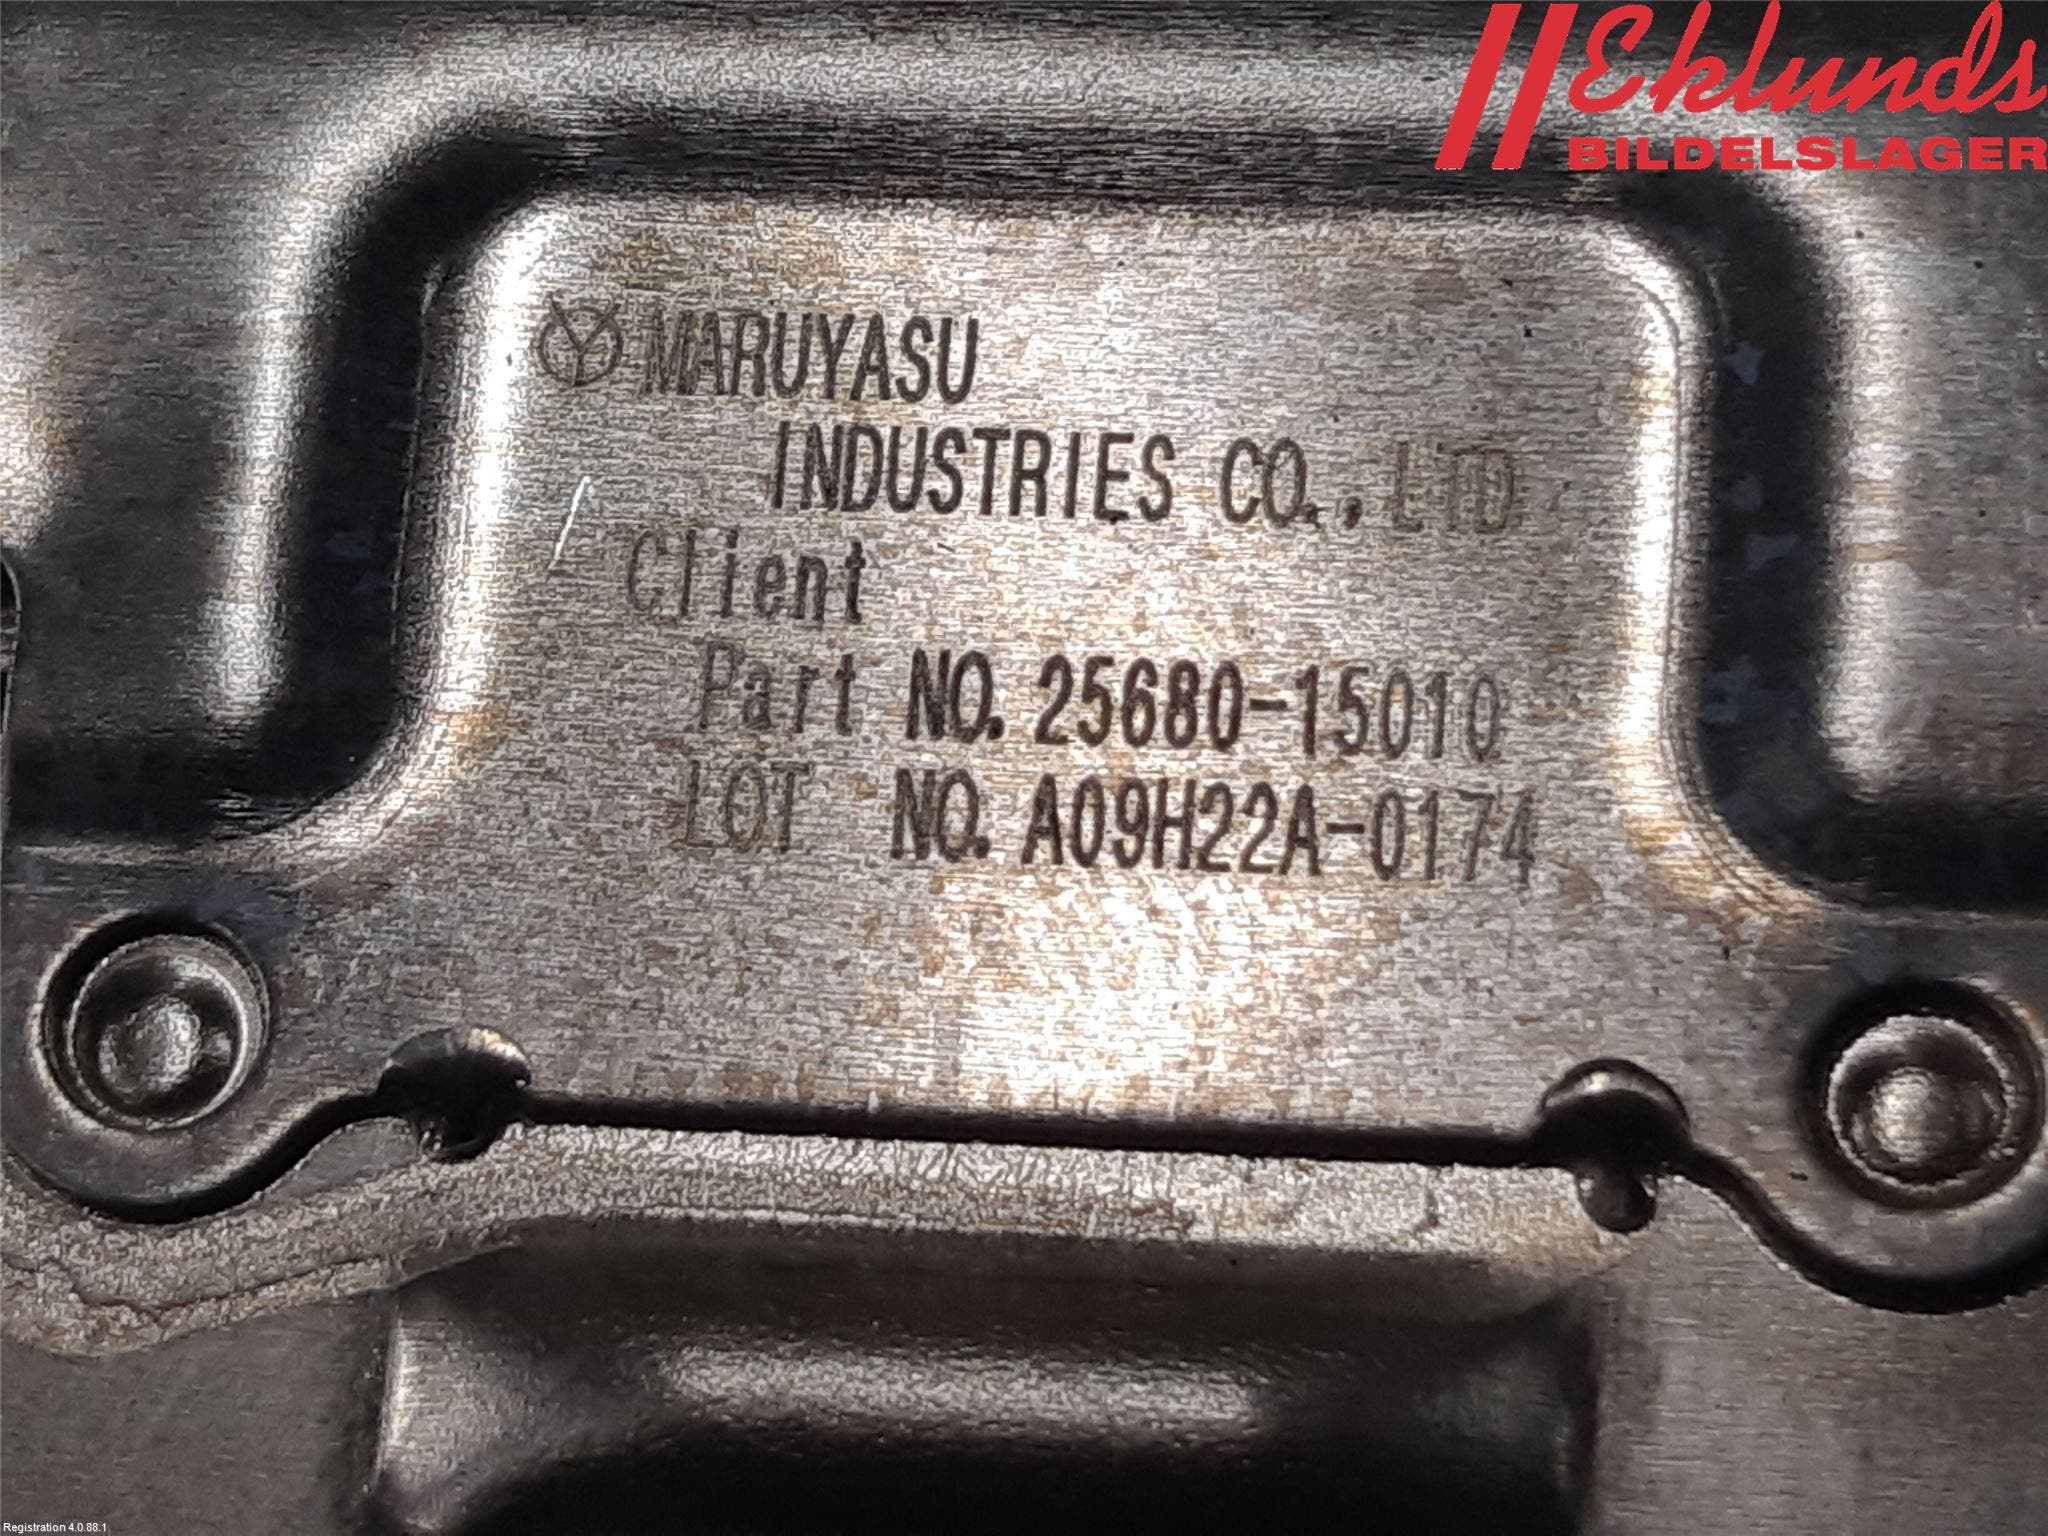 Eklunds
BILDELSLAGER
MARUYASU
INDUSTRIES CO., LTD
Client
Part NO. 25680-15010
LOT NO. A09H22A-0174
Registration 4.0.88.1